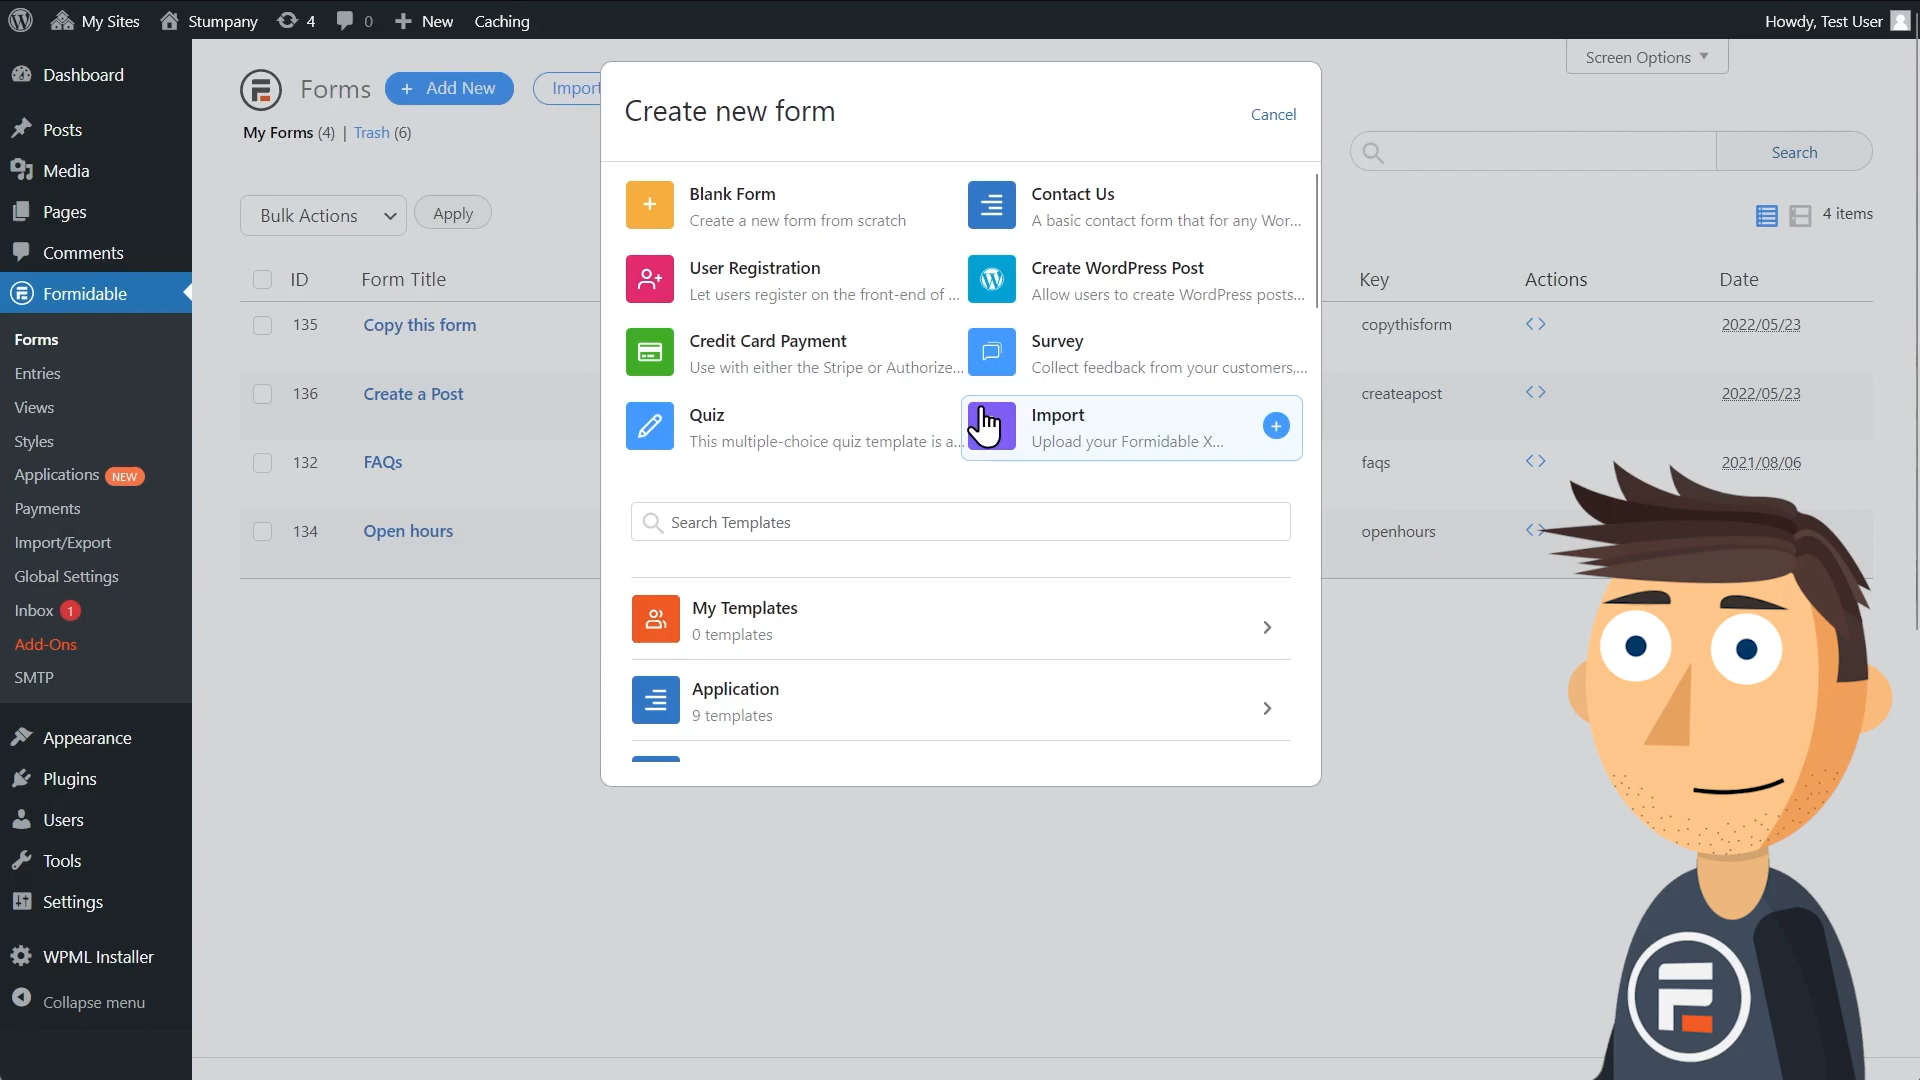 My Sites
Stumpany
4
0
New
Caching
Howdy, Test User
Dashboard
Posts
Media
Pages
Comments
Formidable
Forms
Entries
Views
Styles
Applications NEW
Payments
Import/Export
Global Settings
Inbox 1
Add-Ons
SMTP
Appearance
Plugins
Users
Tools
Settings
WPML Installer
Collapse menu
Forms
+ Add New
Import
Screen Options
My Forms (4) | Trash (6)
Search
Bulk Actions
Apply
4 items
ID
Form Title
Key
Actions
Date
135
Copy this form
copythisform
2022/05/23
136
Create a Post
createapost
2022/05/23
132
FAQs
faqs
2021/08/06
134
Open hours
openhours
Create new form
Cancel
Blank Form
Create a new form from scratch
Contact Us
A basic contact form that for any Wor...
User Registration
Let users register on the front-end of ...
Create WordPress Post
Allow users to create WordPress posts...
Credit Card Payment
Use with either the Stripe or Authorize...
Survey
Collect feedback from your customers,...
Quiz
This multiple-choice quiz template is a...
Import
Upload your Formidable X...
Search Templates
My Templates
0 templates
Application
9 templates